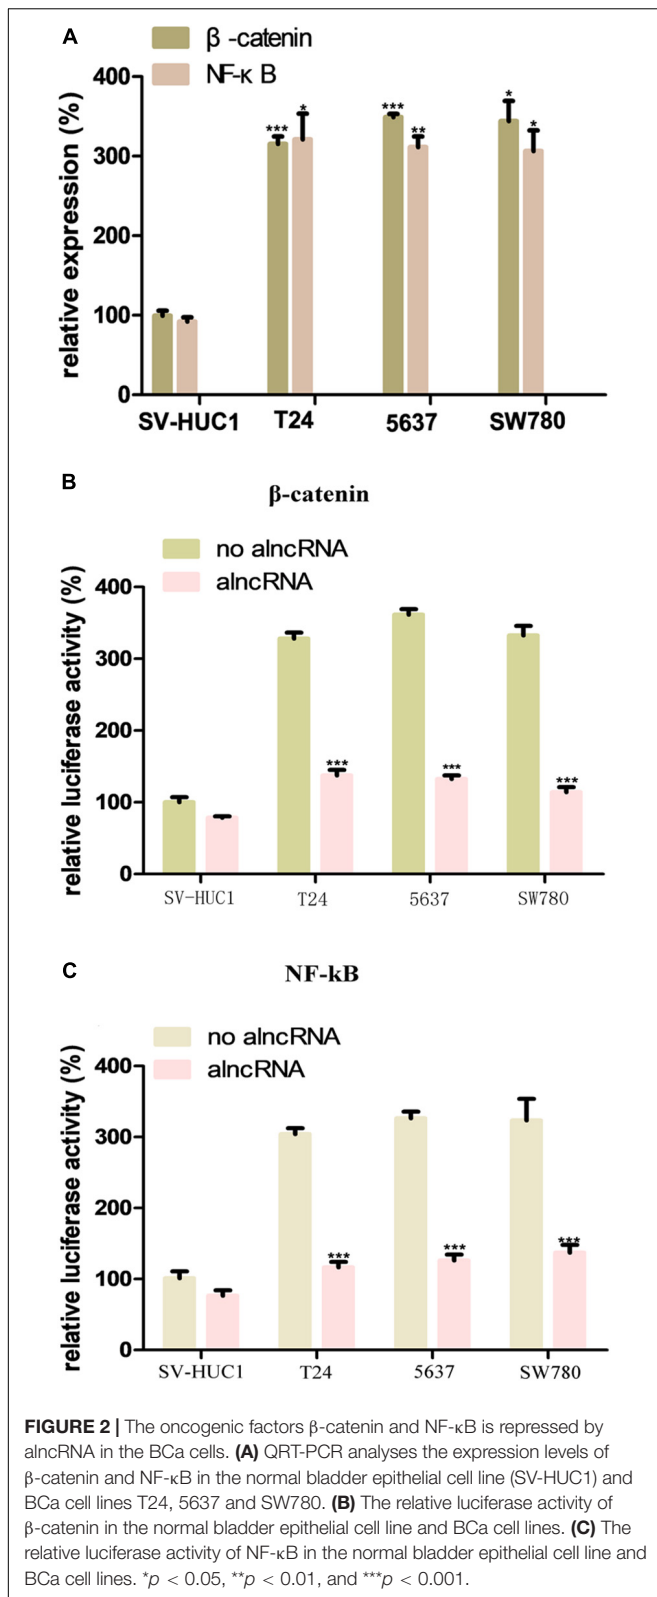 A
β -catenin
NF-κ B
relative expression (%)
400
300
200
100
0
*** * *** ** * *
SV-HUC1 T24 5637 SW780
B
β-catenin
no alncRNA
alncRNA
relative luciferase activity (%)
400
300
200
100
0
*** *** ***
SV-HUC1 T24 5637 SW780
C
NF-kB
no alncRNA
alncRNA
relative luciferase activity (%)
400
300
200
100
0
*** *** ***
SV-HUC1 T24 5637 SW780
FIGURE 2 | The oncogenic factors β-catenin and NF-κB is repressed by
alncRNA in the BCa cells. (A) QRT-PCR analyses the expression levels of
β-catenin and NF-κB in the normal bladder epithelial cell line (SV-HUC1) and
BCa cell lines T24, 5637 and SW780. (B) The relative luciferase activity of
β-catenin in the normal bladder epithelial cell line and BCa cell lines. (C) The
relative luciferase activity of NF-κB in the normal bladder epithelial cell line and
BCa cell lines. *p < 0.05, **p < 0.01, and ***p < 0.001.